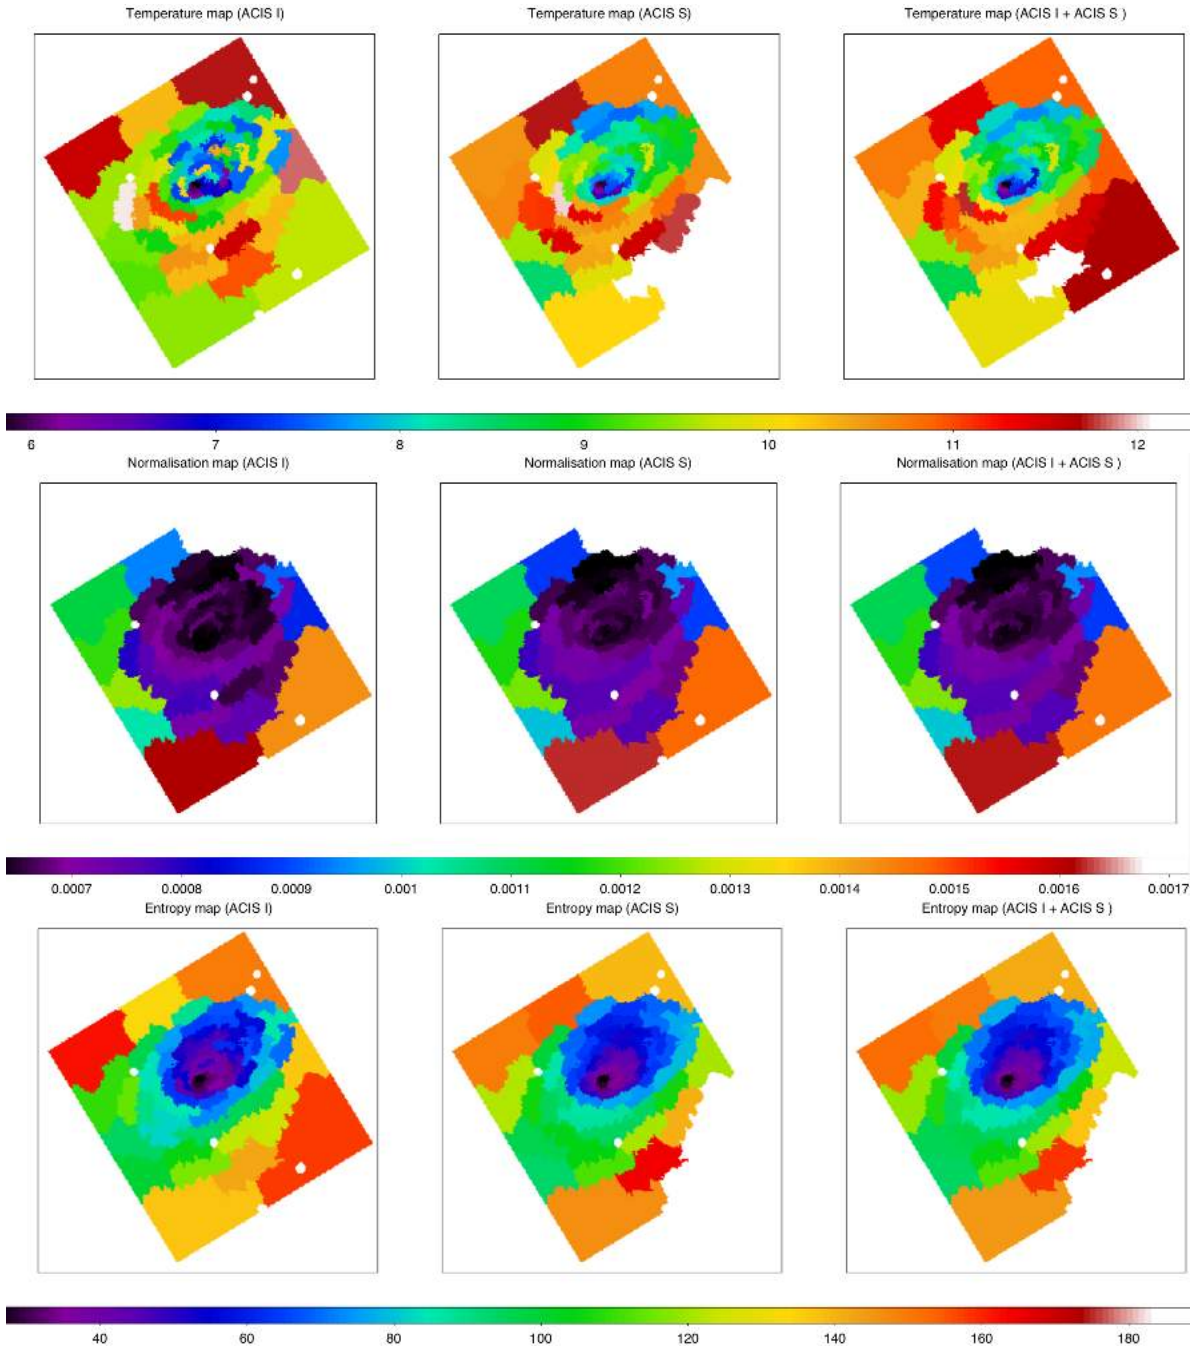 Temperature map (ACIS I) Temperature map (ACIS S) Temperature map (ACIS I + ACIS S )
6 7 8 9 10 11 12
Normalisation map (ACIS I) Normalisation map (ACIS S) Normalisation map (ACIS I + ACIS S )
0.0007 0.0008 0.0009 0.001 0.0011 0.0012 0.0013 0.0014 0.0015 0.0016 0.0017
Entropy map (ACIS I) Entropy map (ACIS S) Entropy map (ACIS I + ACIS S )
40 60 80 100 120 140 160 180